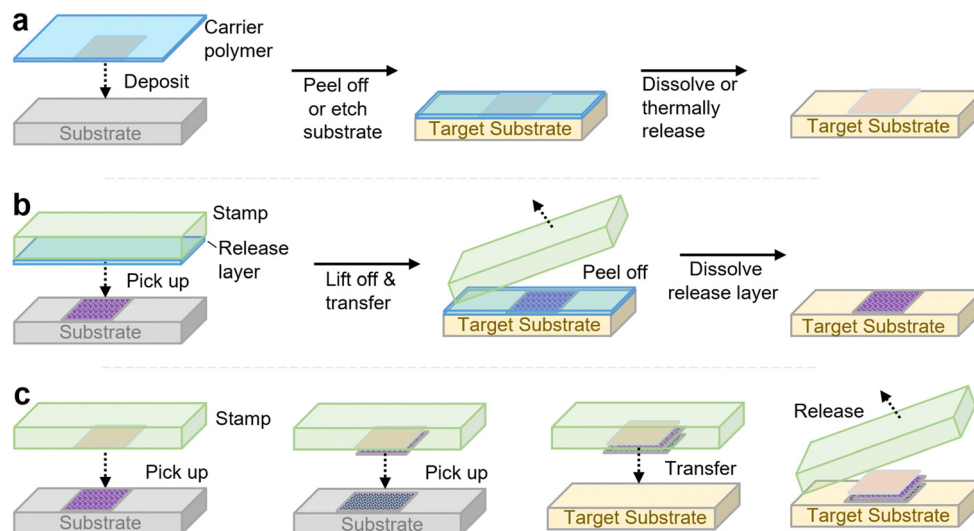 a
Carrier
polymer
Deposit
Substrate
Peel off
or etch
substrate
Target Substrate
Dissolve or
thermally
release
Target Substrate
b
Stamp
Release
layer
Pick up
Substrate
Lift off &
transfer
Peel off
Target Substrate
Dissolve
release layer
Target Substrate
c
Stamp
Pick up
Substrate
Pick up
Substrate
Transfer
Target Substrate
Release
Target Substrate